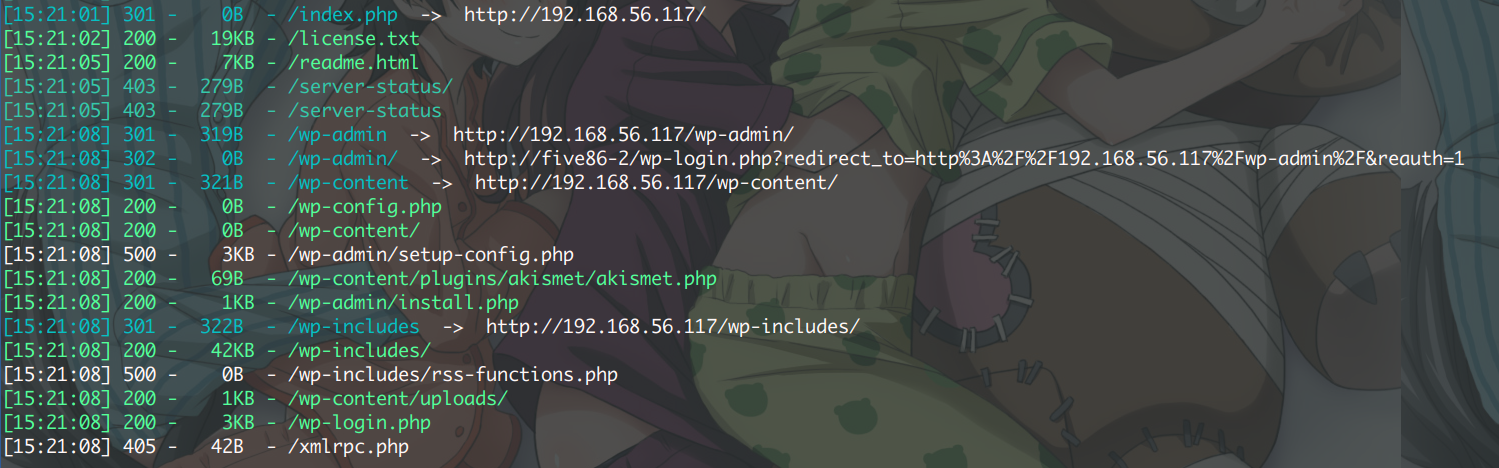 [15:21:01] 301 -    0B  - /index.php  ->  http://192.168.56.117/
[15:21:02] 200 -   19KB - /license.txt
[15:21:05] 200 -    7KB - /readme.html
[15:21:05] 403 -  279B  - /server-status/
[15:21:05] 403 -  279B  - /server-status
[15:21:08] 301 -  319B  - /wp-admin  ->  http://192.168.56.117/wp-admin/
[15:21:08] 302 -    0B  - /wp-admin/  ->  http://five86-2/wp-login.php?redirect_to=http%3A%2F%2F192.168.56.117%2Fwp-admin%2F&reauth=1
[15:21:08] 301 -  321B  - /wp-content  ->  http://192.168.56.117/wp-content/
[15:21:08] 200 -    0B  - /wp-config.php
[15:21:08] 200 -    0B  - /wp-content/
[15:21:08] 500 -    3KB - /wp-admin/setup-config.php
[15:21:08] 200 -   69B  - /wp-content/plugins/akismet/akismet.php
[15:21:08] 200 -    1KB - /wp-admin/install.php
[15:21:08] 301 -  322B  - /wp-includes  ->  http://192.168.56.117/wp-includes/
[15:21:08] 200 -   42KB - /wp-includes/
[15:21:08] 500 -    0B  - /wp-includes/rss-functions.php
[15:21:08] 200 -    1KB - /wp-content/uploads/
[15:21:08] 200 -    3KB - /wp-login.php
[15:21:08] 405 -   42B  - /xmlrpc.php